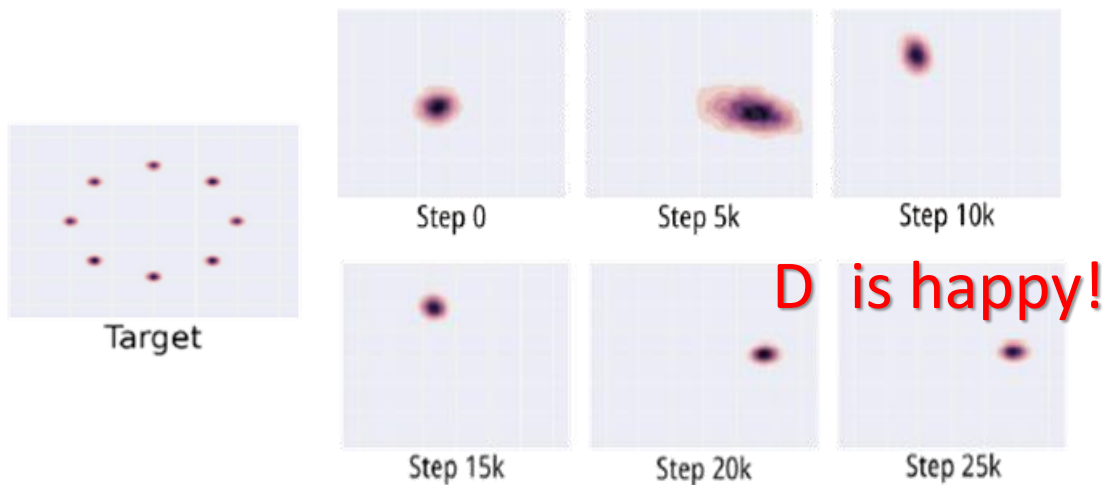 Target
Step 0
Step 5k
Step 10k
D is happy!
Step 15k
Step 20k
Step 25k